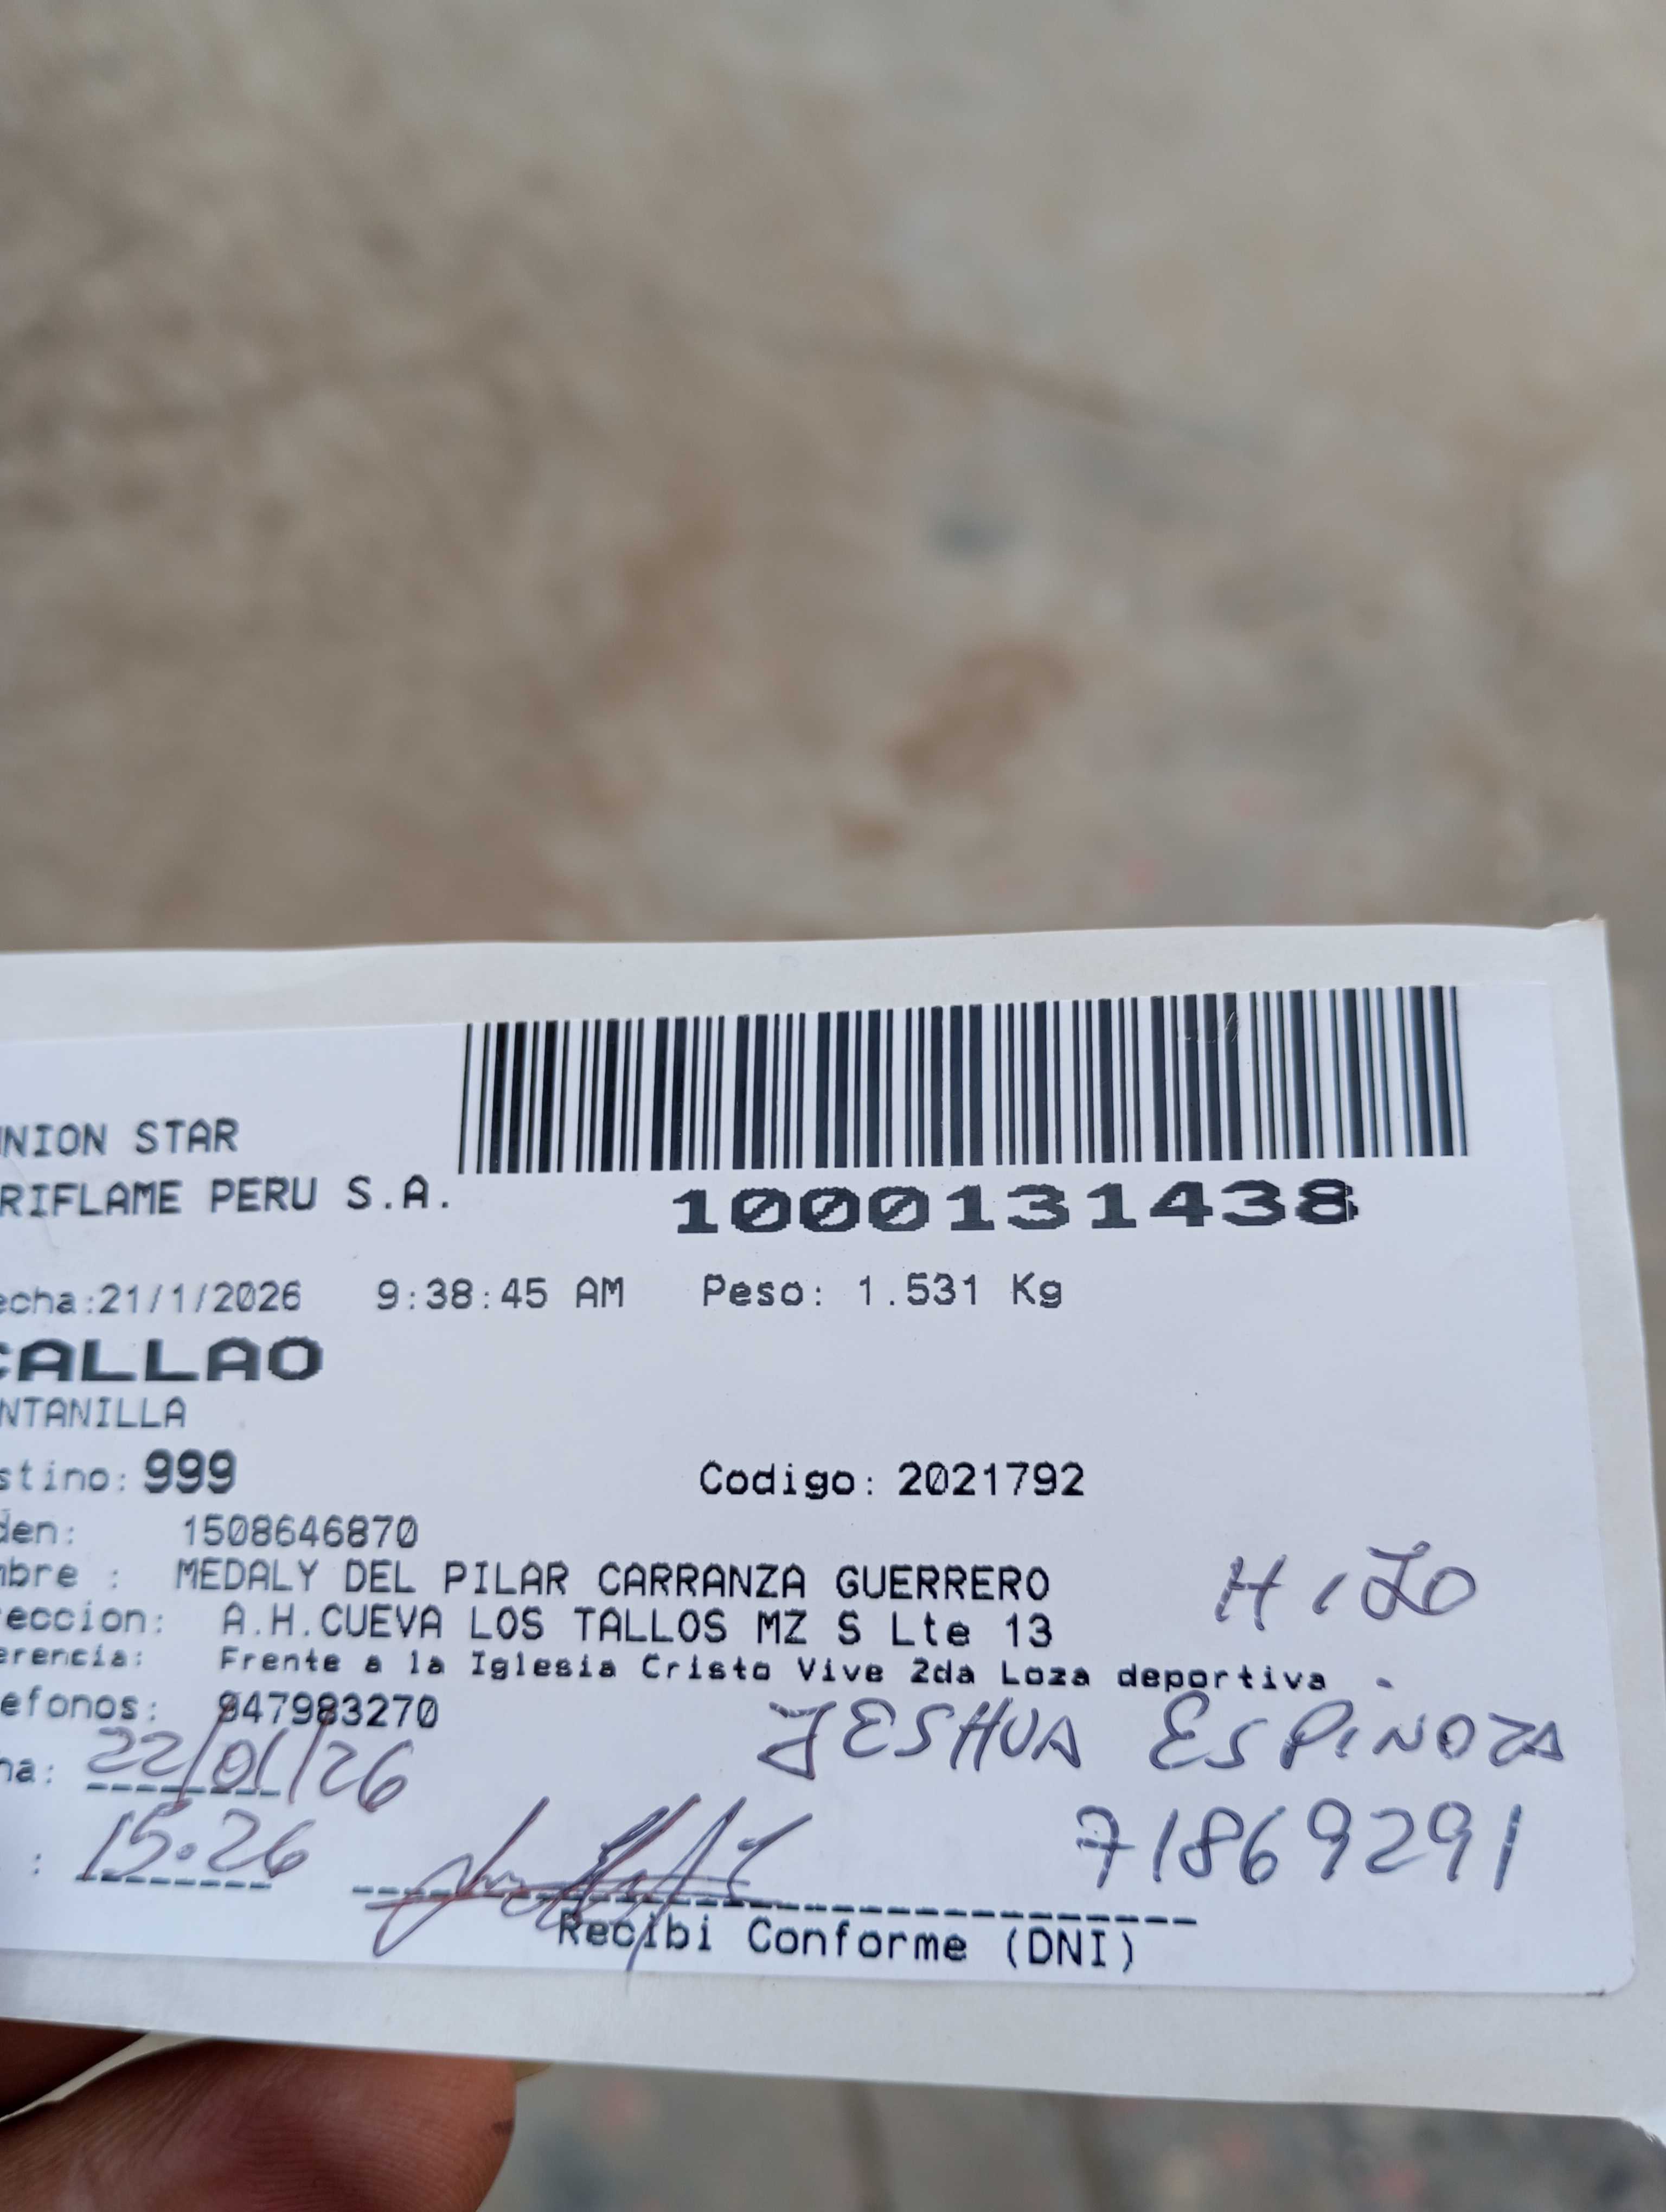 NION STAR
RIFLAME PERU S.A.
1000131438
echa:21/1/2026 9:38:45 AM Peso: 1.531 Kg
CALLAO
NTANILLA
stino: 999 Codigo: 2021792
den: 1508646870
mbre : MEDALY DEL PILAR CARRANZA GUERRERO
HIJO
reccion: A.H.CUEVA LOS TALLOS MZ S Lte 13
erencia: Frente a la Iglesia Cristo Vive 2da Loza deportiva
efonos: 947983270
JESHUA ESPINOZA
ha: 22/01/26
: 15.26
71869291
Recibi Conforme (DNI)